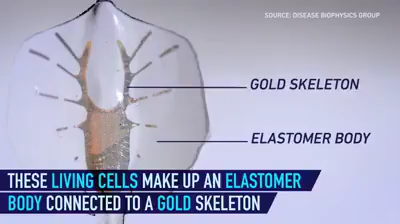 SOURCE: DISEASE BIOPHYSICS GROUP
GOLD SKELETON
ELASTOMER BODY
THESE LIVING CELLS MAKE UP AN ELASTOMER
BODY CONNECTED TO A GOLD SKELETON